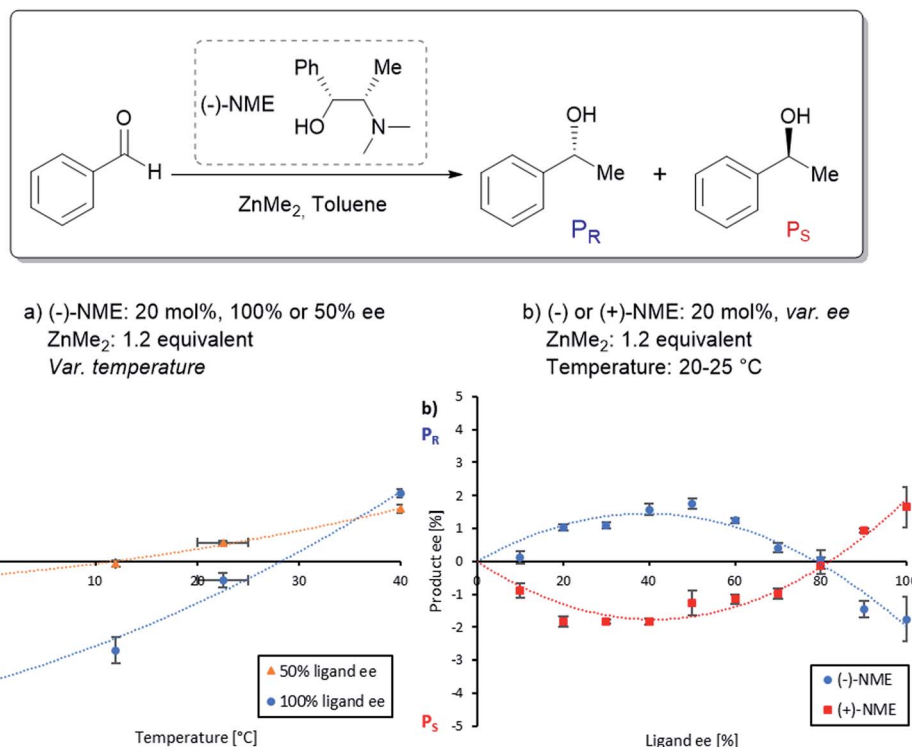 Ph
Me
(-)-NME
HO
N
O
H
ZnMe2, Toluene
OH
Me
PR
+
OH
Me
PS
a) (-)-NME: 20 mol%, 100% or 50% ee
ZnMe2: 1.2 equivalent
Var. temperature
b) (-) or (+)-NME: 20 mol%, var. ee
ZnMe2: 1.2 equivalent
Temperature: 20-25 °C
10
20
30
40
50% ligand ee
100% ligand ee
Temperature [°C]
b)
PR
PS
Product ee [%]
5
4
3
2
1
0
-1
-2
-3
-4
-5
0
20
40
60
80
100
(-)-NME
(+)-NME
Ligand ee [%]